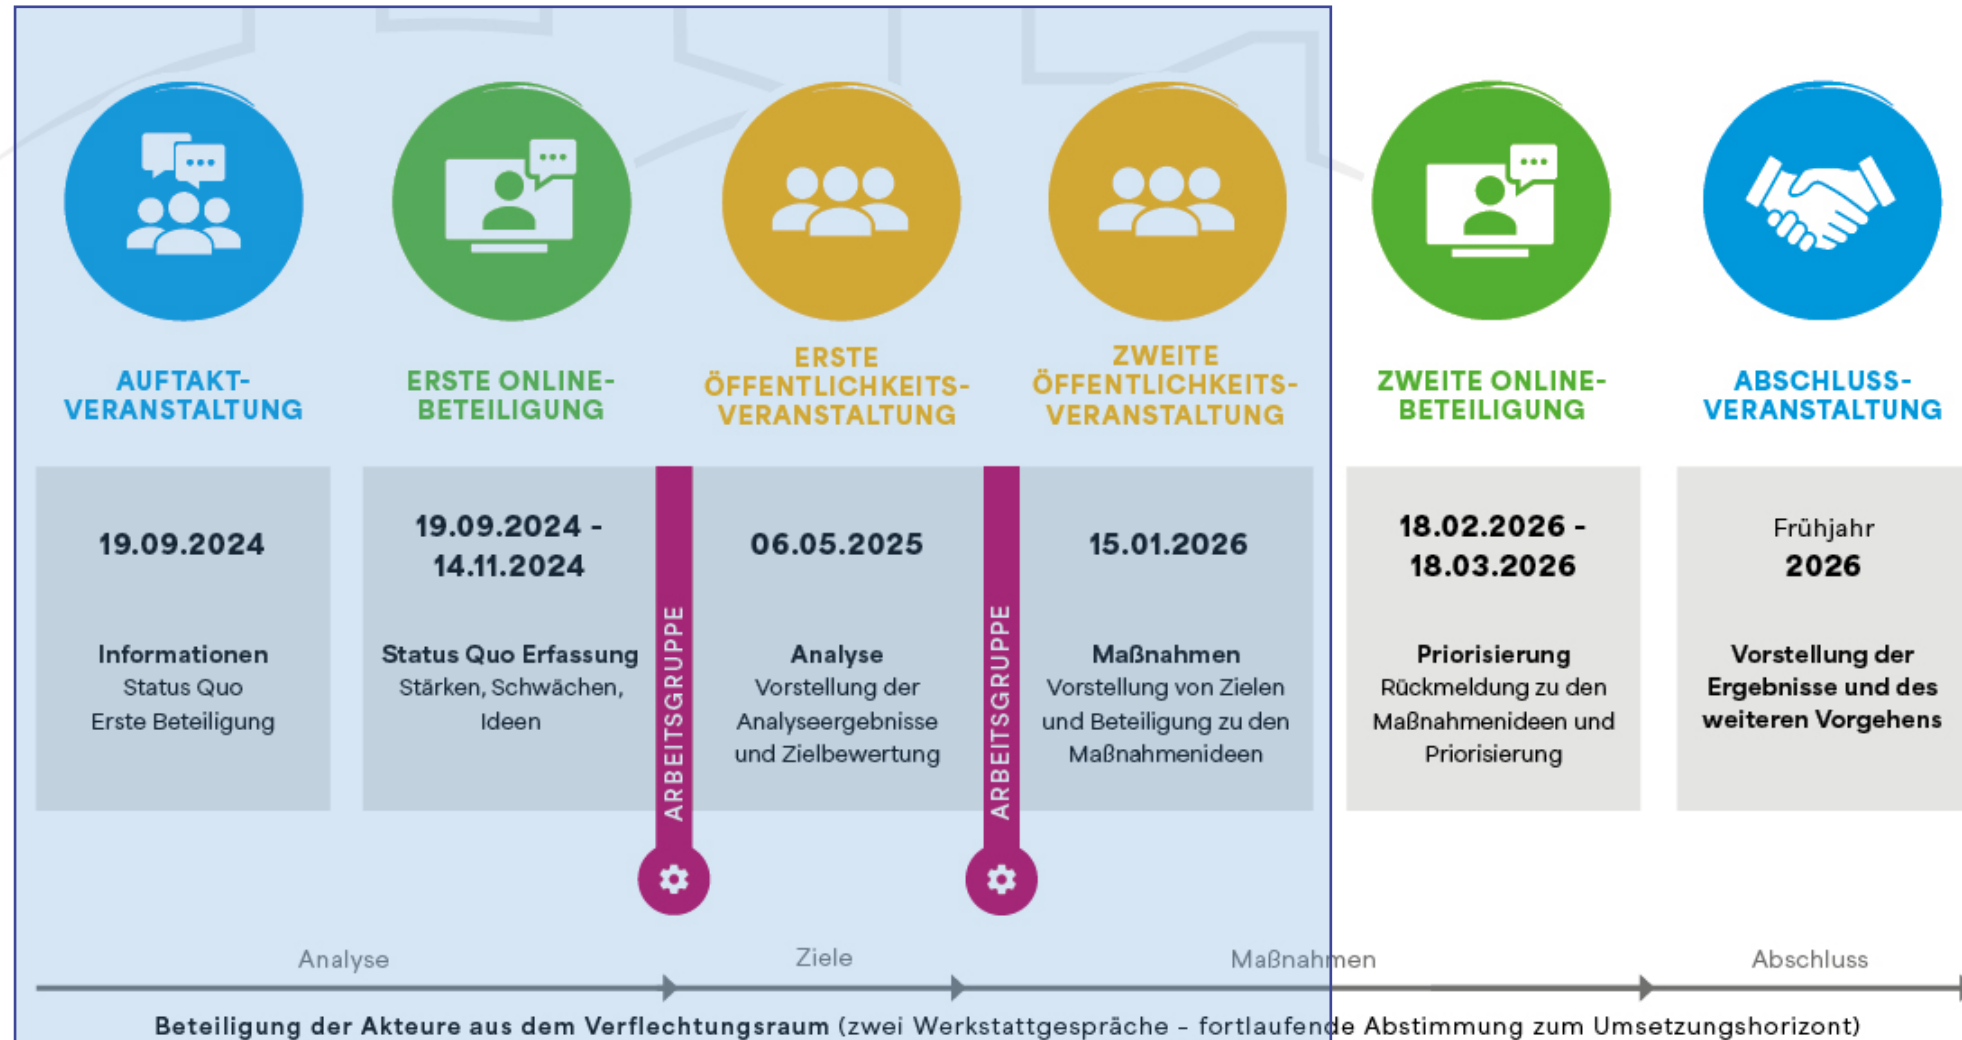 AUFTAKT-
VERANSTALTUNG
19.09.2024
Informationen
Status Quo
Erste Beteiligung
ERSTE ONLINE-
BETEILIGUNG
19.09.2024 -
14.11.2024
Status Quo Erfassung
Stärken, Schwächen,
Ideen
ARBEITSGRUPPE
ERSTE
ÖFFENTLICHKEITS-
VERANSTALTUNG
06.05.2025
Analyse
Vorstellung der
Analyseergebnisse
und Zielbewertung
ARBEITSGRUPPE
ZWEITE
ÖFFENTLICHKEITS-
VERANSTALTUNG
15.01.2026
Maßnahmen
Vorstellung von Zielen
und Beteiligung zu den
Maßnahmenideen
ZWEITE ONLINE-
BETEILIGUNG
18.02.2026 -
18.03.2026
Priorisierung
Rückmeldung zu den
Maßnahmenideen und
Priorisierung
ABSCHLUSS-
VERANSTALTUNG
Frühjahr
2026
Vorstellung der
Ergebnisse und des
weiteren Vorgehens
Analyse
Ziele
Maßnahmen
Abschluss
Beteiligung der Akteure aus dem Verflechtungsraum (zwei Werkstattgespräche - fortlaufende Abstimmung zum Umsetzungshorizont)